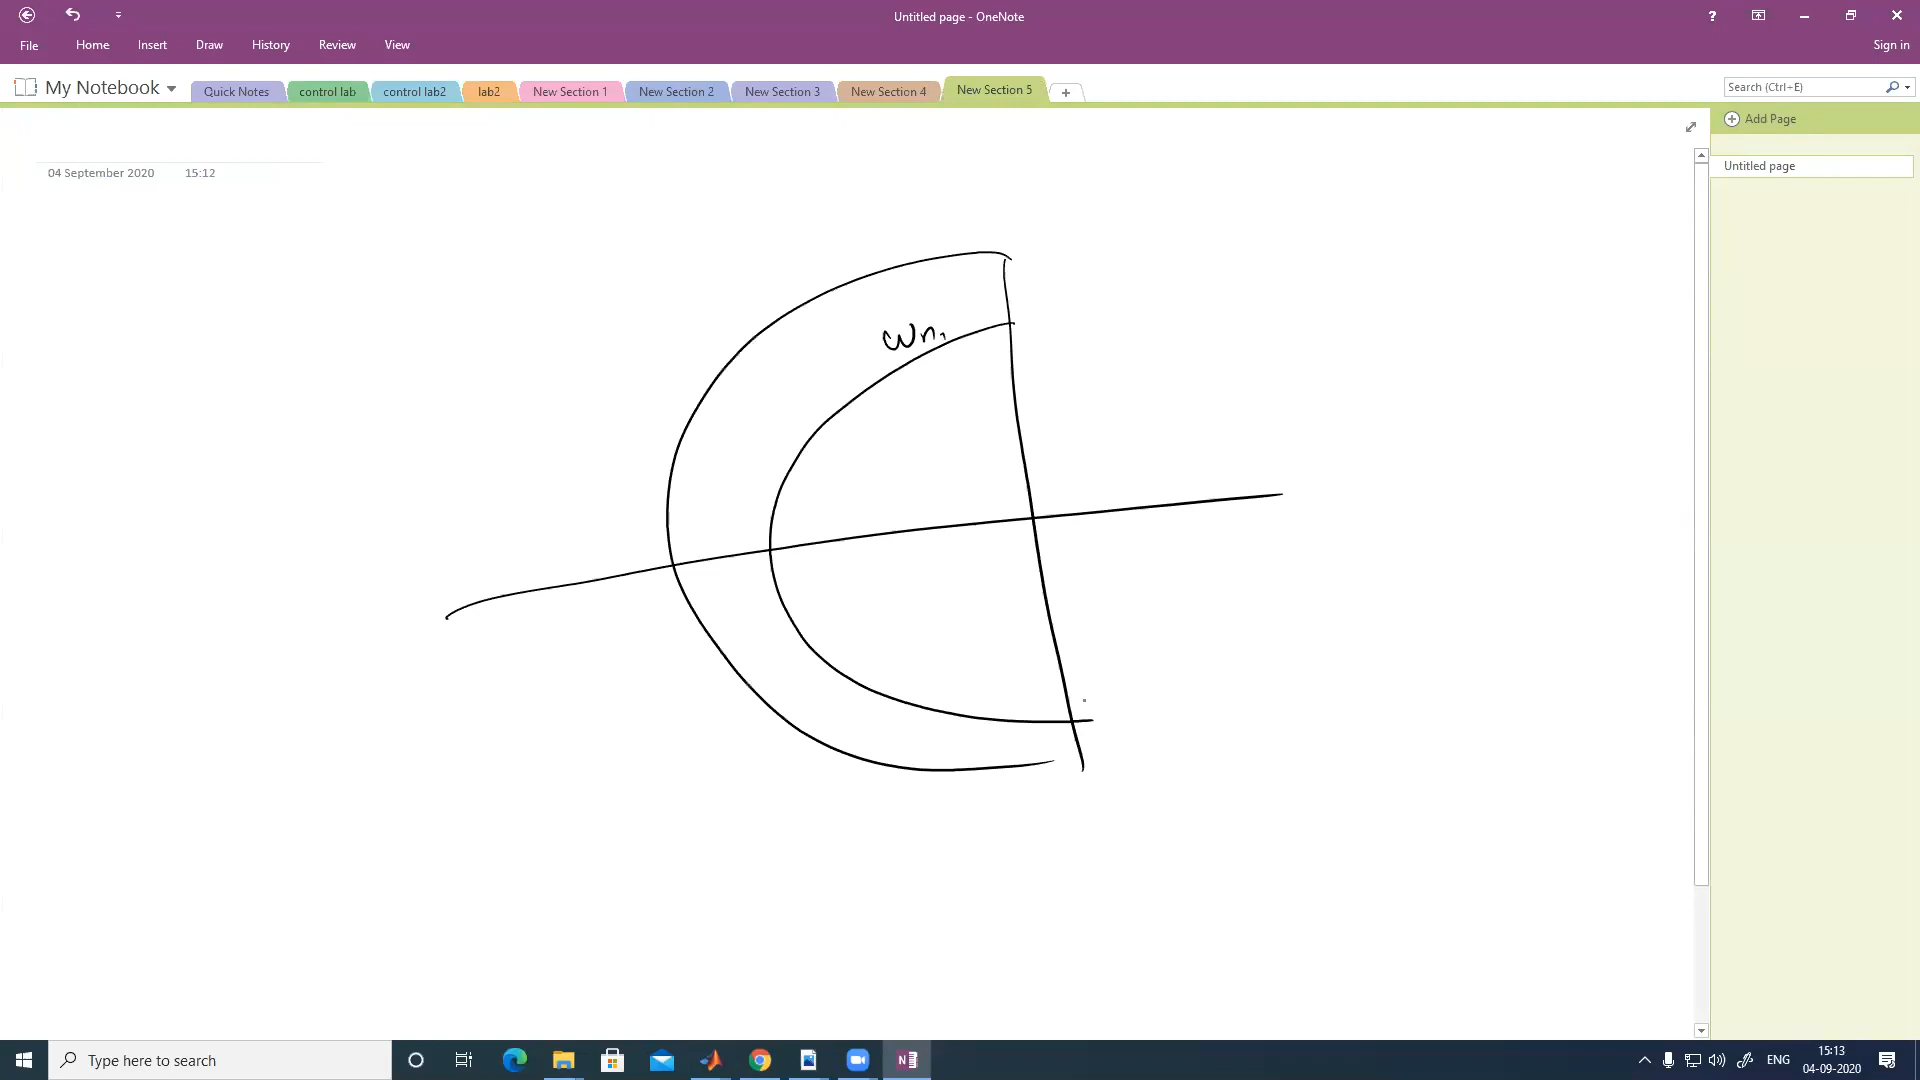 Untitled page - OneNote
?
File Home Insert Draw History Review View Sign in
My Notebook Quick Notes control lab control lab2 lab2 New Section 1 New Section 2 New Section 3 New Section 4 New Section 5 + Search (Ctrl+E)
Add Page
04 September 2020 15:12
Untitled page
ωn1
Type here to search
N ENG 15:13
04-09-2020